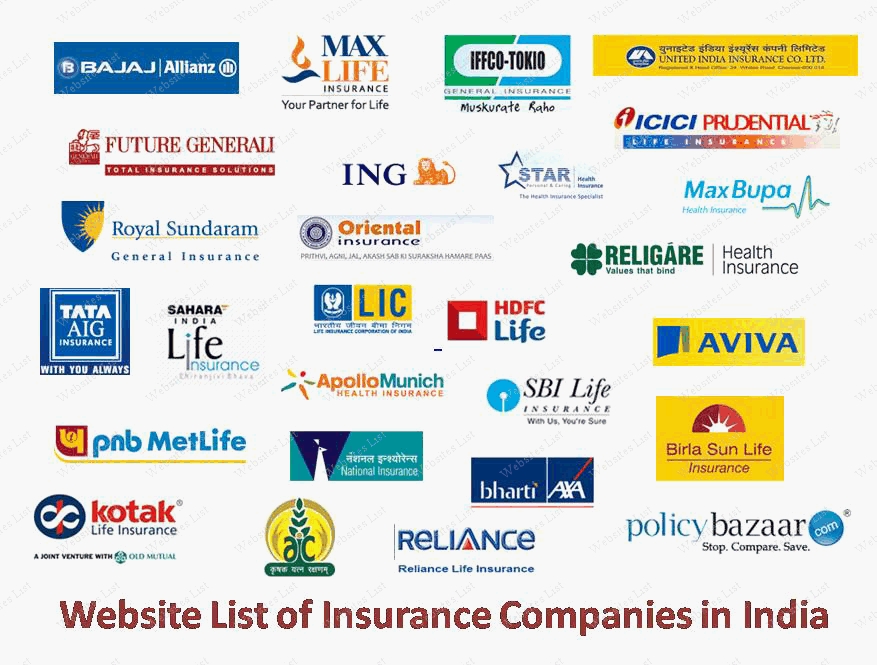 BAJAJ | Allianz
MAX
LIFE
INSURANCE
Your Partner for Life
IFFCO-TOKIO
GENERAL INSURANCE
Muskurate Raho
युनाइटेड इंडिया इंश्यूरेंस कंपनी लिमिटेड
UNITED INDIA INSURANCE CO. LTD.
Registered & Head Office 24 Whites Road Chennai-600 014
FUTURE GENERALI
GENERALI
TOTAL INSURANCE SOLUTIONS
ICICI PRUDENTIAL
LIFE INSURANCE
ING
STAR Health
Personal & Caring Insurance
The Health Insurance Specialist
Max Bupa
Health Insurance
Royal Sundaram
General Insurance
Oriental
insurance
PRITHVI, AGNI, JAL, AKASH SAB KI SURAKSHA HAMARE PAAS
RELIGARE Health
Values that bind Insurance
TATA
AIG
INSURANCE
WITH YOU ALWAYS
SAHARA
INDIA
Life
Insurance
Chiranjivi Bhava
LIC
भारतीय जीवन बीमा निगम
LIFE INSURANCE CORPORATION OF INDIA
HDFC
Life
AVIVA
ApolloMunich
HEALTH INSURANCE
SBI Life
INSURANCE
With Us, You're Sure
pnb MetLife
नॅशनल इन्श्योरेन्स
National Insurance
Birla Sun Life
Insurance
bharti AXA
kotak®
Life Insurance
A JOINT VENTURE WITH OLD MUTUAL
कृषक यत्न रक्षणम्
RELIANCE
Reliance Life Insurance
policybazaar.com®
Stop. Compare. Save.
Website List of Insurance Companies in India